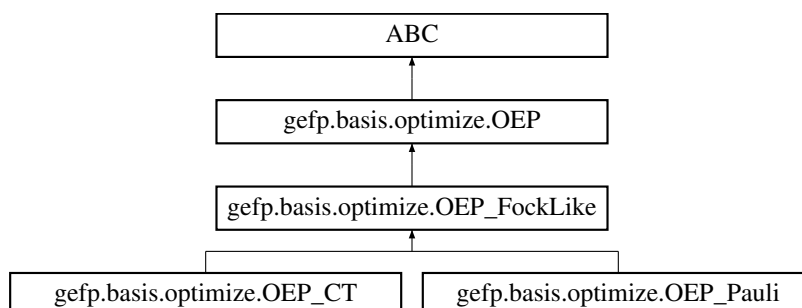 ABC
gefp.basis.optimize.OEP
gefp.basis.optimize.OEP_FockLike
gefp.basis.optimize.OEP_CT
gefp.basis.optimize.OEP_Pauli